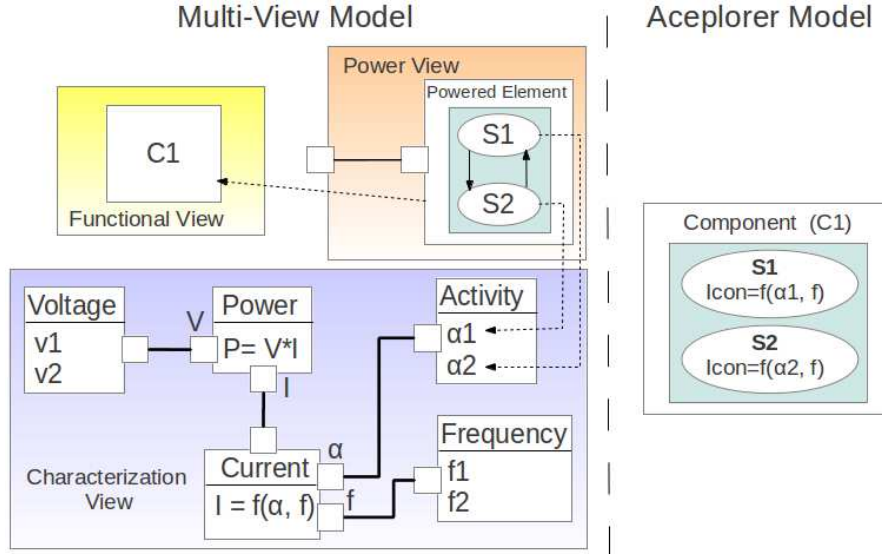 Multi-View Model
Aceplorer Model
Power View
Powered Element
S1
S2
C1
Functional View
Component (C1)
S1
Icon=f(α1, f)
S2
Icon=f(α2, f)
Voltage
v1
v2
V
Power
P= V*I
I
Activity
α1
α2
Characterization
View
Current
I = f(α, f)
α
f
Frequency
f1
f2